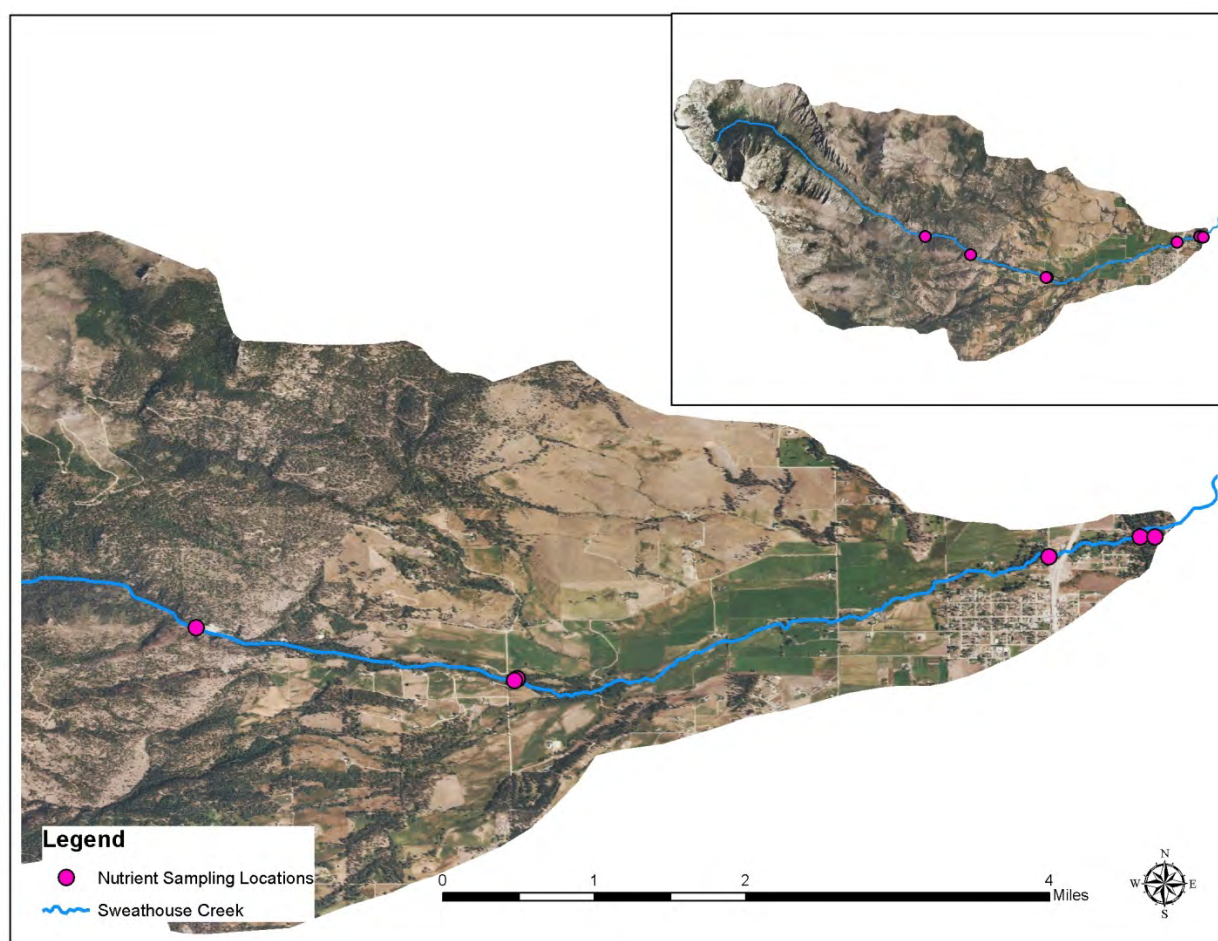 Legend
Nutrient Sampling Locations
Sweathouse Creek
0 1 2 4
Miles
N
W E
S